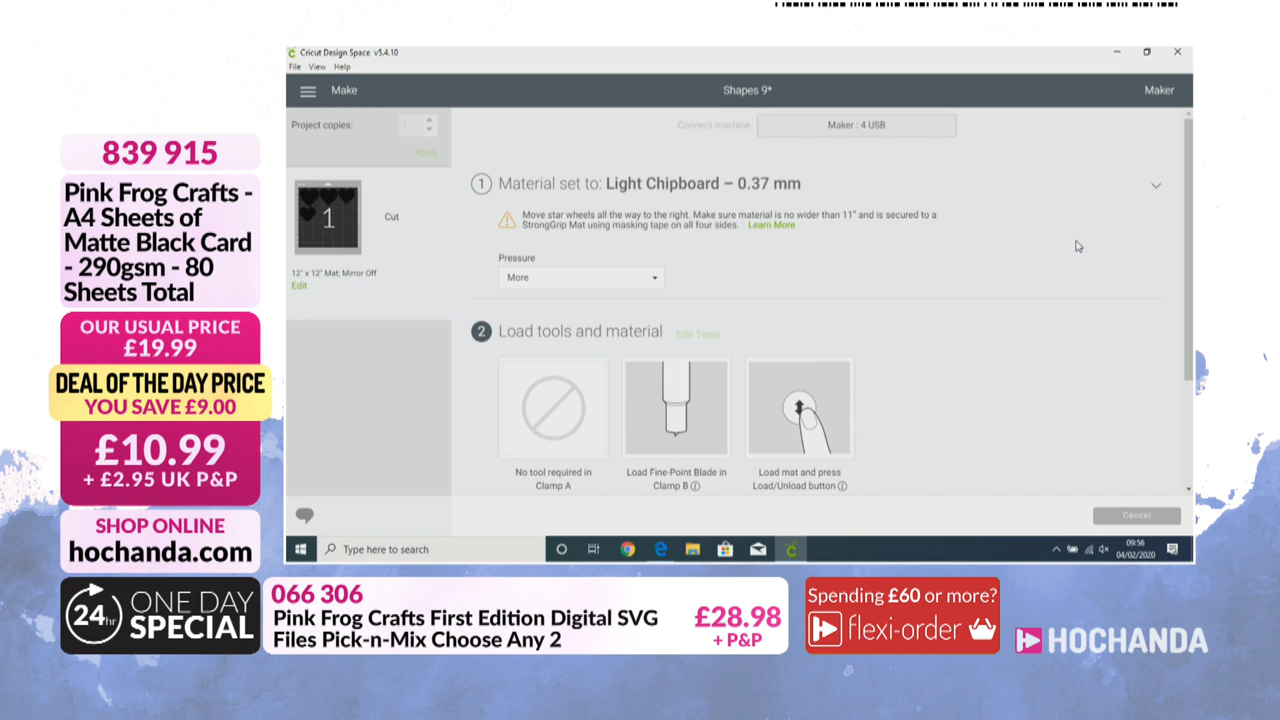 839 915
Pink Frog Crafts -
A4 Sheets of
Matte Black Card
- 290gsm - 80
Sheets Total
OUR USUAL PRICE
£19.99
DEAL OF THE DAY PRICE
YOU SAVE £9.00
£10.99
+ £2.95 UK P&P
SHOP ONLINE
hochanda.com
24hr
ONE DAY
SPECIAL
Cricut Design Space v5.4.10
File View Help
Make
Shapes 9*
Maker
Project copies:
Apply
Connect machine
Maker : 4 USB
1
Cut
12" x 12" Mat; Mirror Off
Edit
1 Material set to: Light Chipboard – 0.37 mm
Move star wheels all the way to the right. Make sure material is no wider than 11" and is secured to a
StrongGrip Mat using masking tape on all four sides. Learn More
Pressure
More
2 Load tools and material Edit Tools
No tool required in
Clamp A
Load Fine-Point Blade in
Clamp B
Load mat and press
Load/Unload button
Cancel
Type here to search
09:56
04/02/2020
066 306
Pink Frog Crafts First Edition Digital SVG
Files Pick-n-Mix Choose Any 2
£28.98
+ P&P
Spending £60 or more?
flexi-order
HOCHANDA